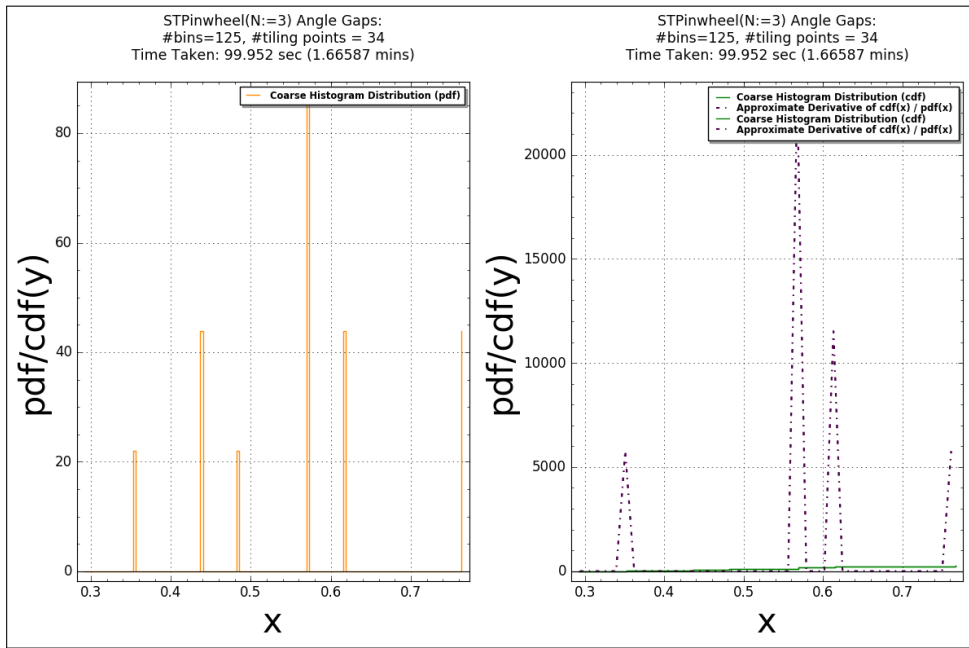 STPinwheel(N:=3) Angle Gaps:
#bins=125, #tiling points = 34
Time Taken: 99.952 sec (1.66587 mins)
Coarse Histogram Distribution (pdf)
80
60
40
20
0
pdf/cdf(y)
0.3 0.4 0.5 0.6 0.7
x
STPinwheel(N:=3) Angle Gaps:
#bins=125, #tiling points = 34
Time Taken: 99.952 sec (1.66587 mins)
Coarse Histogram Distribution (cdf)
Approximate Derivative of cdf(x) / pdf(x)
Coarse Histogram Distribution (cdf)
Approximate Derivative of cdf(x) / pdf(x)
20000
15000
10000
5000
0
pdf/cdf(y)
0.3 0.4 0.5 0.6 0.7
x